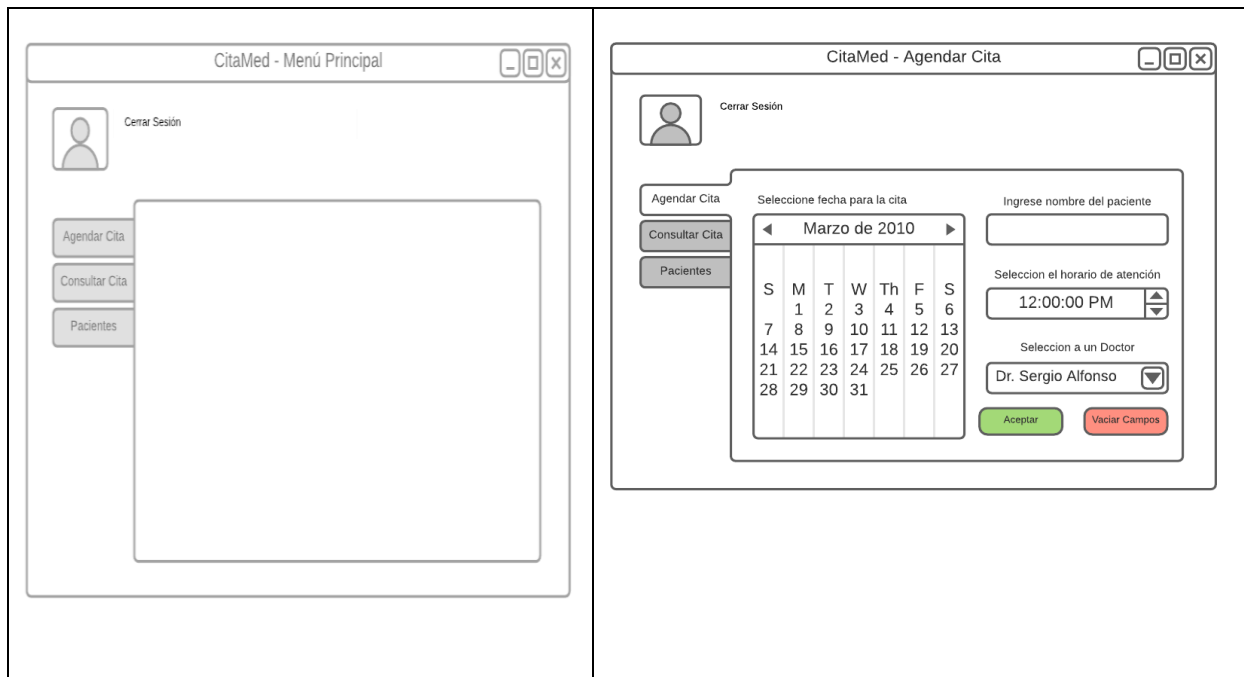 CitaMed - Menú Principal
Cerrar Sesión
Agendar Cita
Consultar Cita
Pacientes
CitaMed - Agendar Cita
Cerrar Sesión
Agendar Cita
Consultar Cita
Pacientes
Seleccione fecha para la cita
Marzo de 2010
S M T W Th F S
1 2 3 4 5 6
7 8 9 10 11 12 13
14 15 16 17 18 19 20
21 22 23 24 25 26 27
28 29 30 31
Ingrese nombre del paciente
Seleccion el horario de atención
12:00:00 PM
Seleccion a un Doctor
Dr. Sergio Alfonso
Aceptar
Vaciar Campos